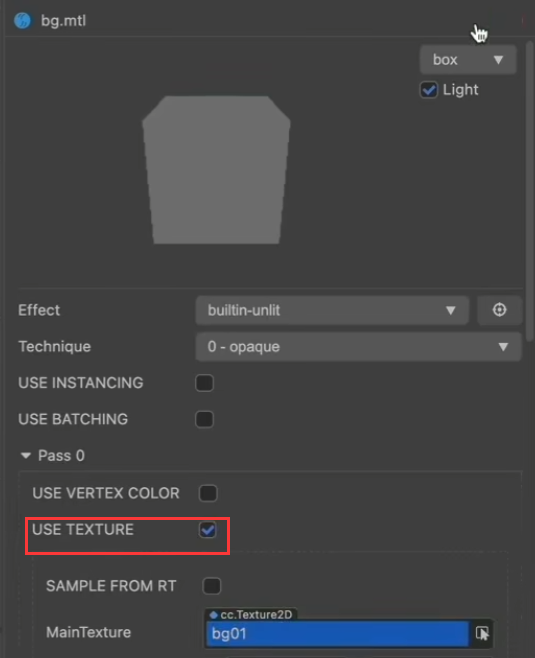 bg.mtl
box
Light
Effect
builtin-unlit
Technique
0 - opaque
USE INSTANCING
USE BATCHING
Pass 0
USE VERTEX COLOR
USE TEXTURE
SAMPLE FROM RT
cc.Texture2D
MainTexture
bg01